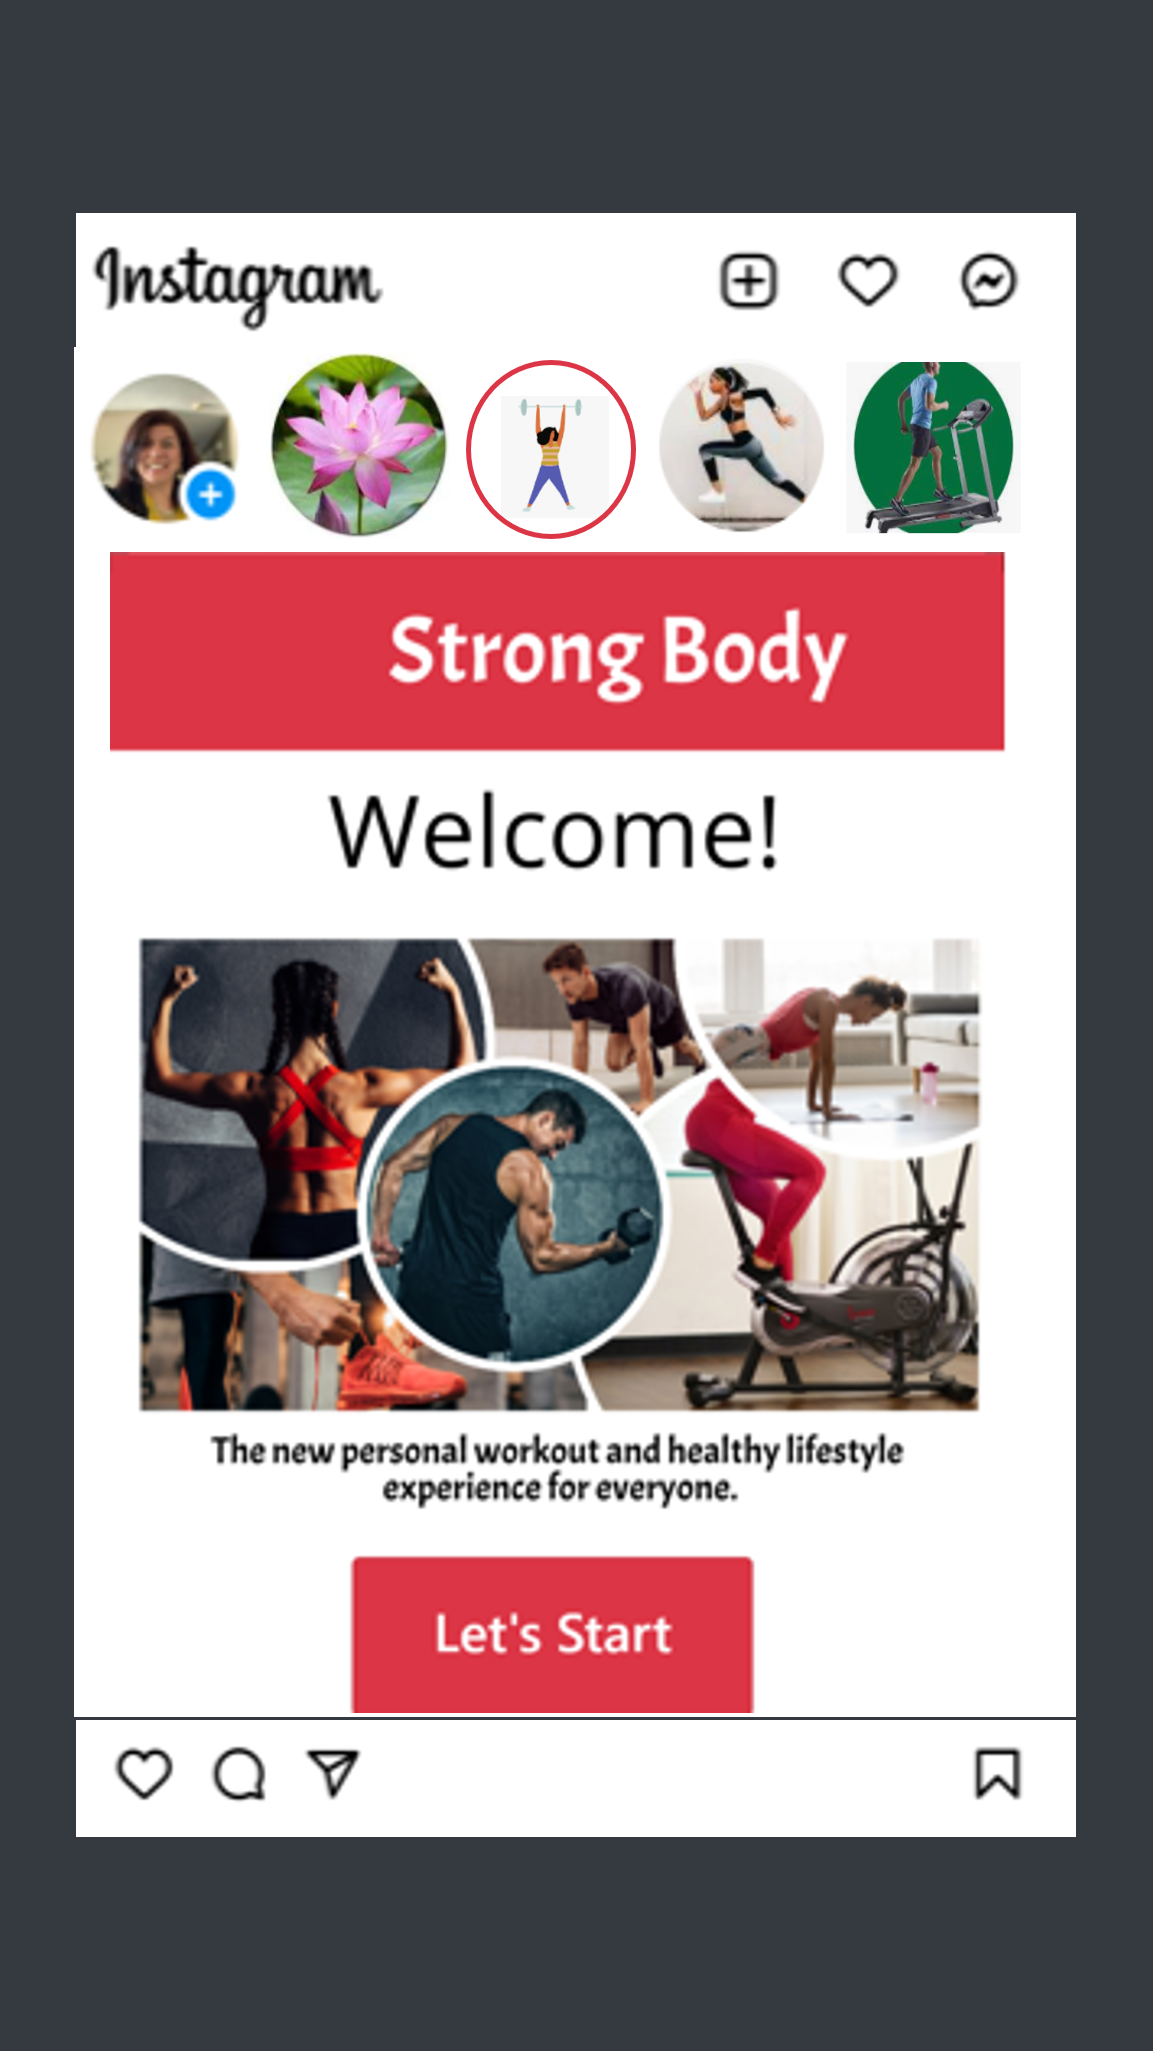 Instagram
Strong Body
Welcome!
The new personal workout and healthy lifestyle
experience for everyone.
Let's Start